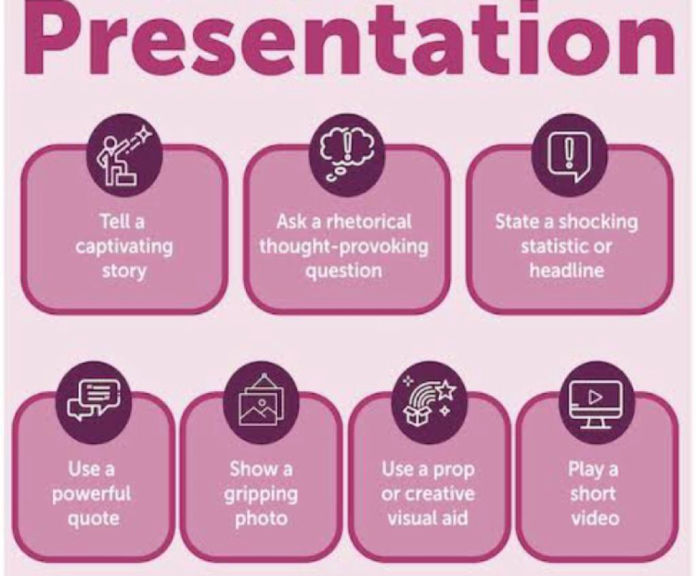 Presentation
Tell a
captivating
story
Ask a rhetorical
thought-provoking
question
State a shocking
statistic or
headline
Use a
powerful
quote
Show a
gripping
photo
Use a prop
or creative
visual aid
Play a
short
video